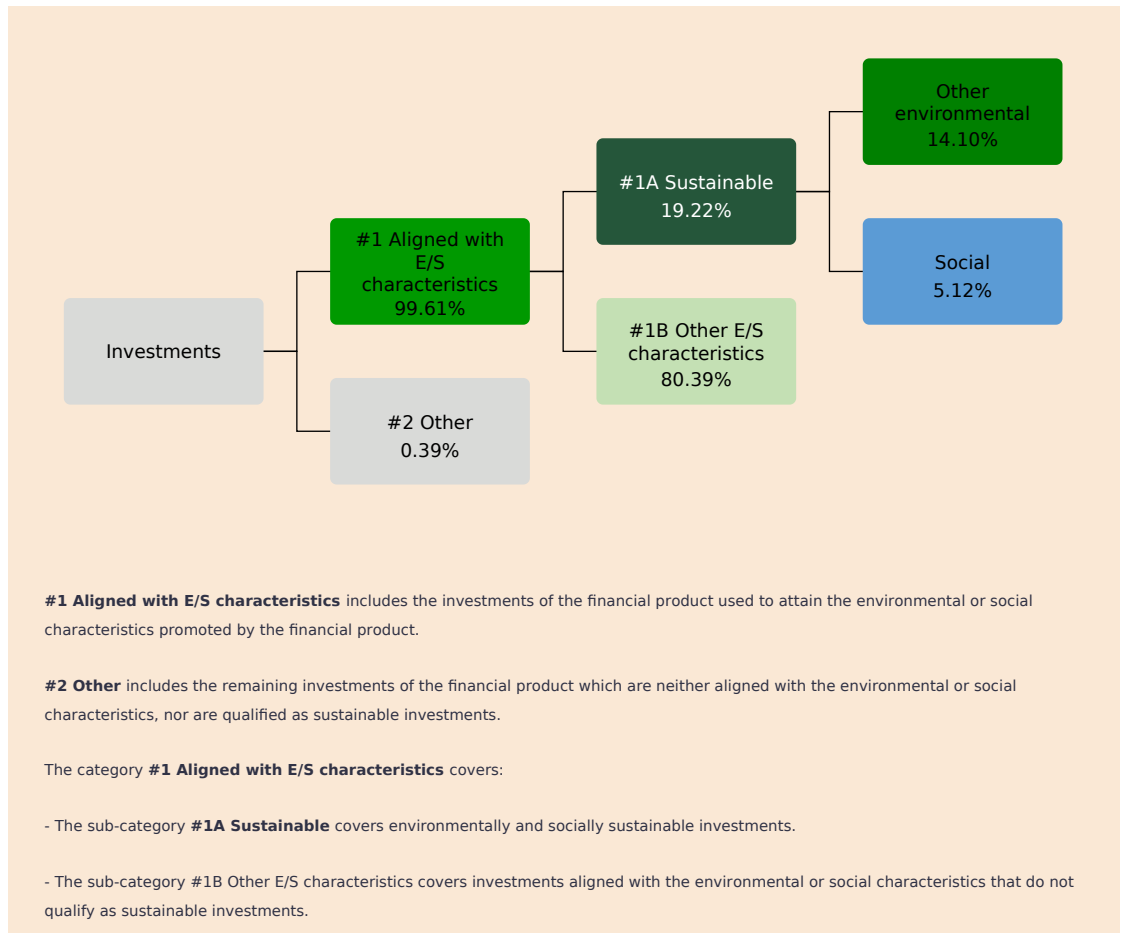 Other
environmental
14.10%
#1A Sustainable
19.22%
#1 Aligned with
E/S
characteristics
99.61%
Social
5.12%
Investments
#1B Other E/S
characteristics
80.39%
#2 Other
0.39%
#1 Aligned with E/S characteristics includes the investments of the financial product used to attain the environmental or social
characteristics promoted by the financial product.
#2 Other includes the remaining investments of the financial product which are neither aligned with the environmental or social
characteristics, nor are qualified as sustainable investments.
The category #1 Aligned with E/S characteristics covers:
- The sub-category #1A Sustainable covers environmentally and socially sustainable investments.
- The sub-category #1B Other E/S characteristics covers investments aligned with the environmental or social characteristics that do not
qualify as sustainable investments.